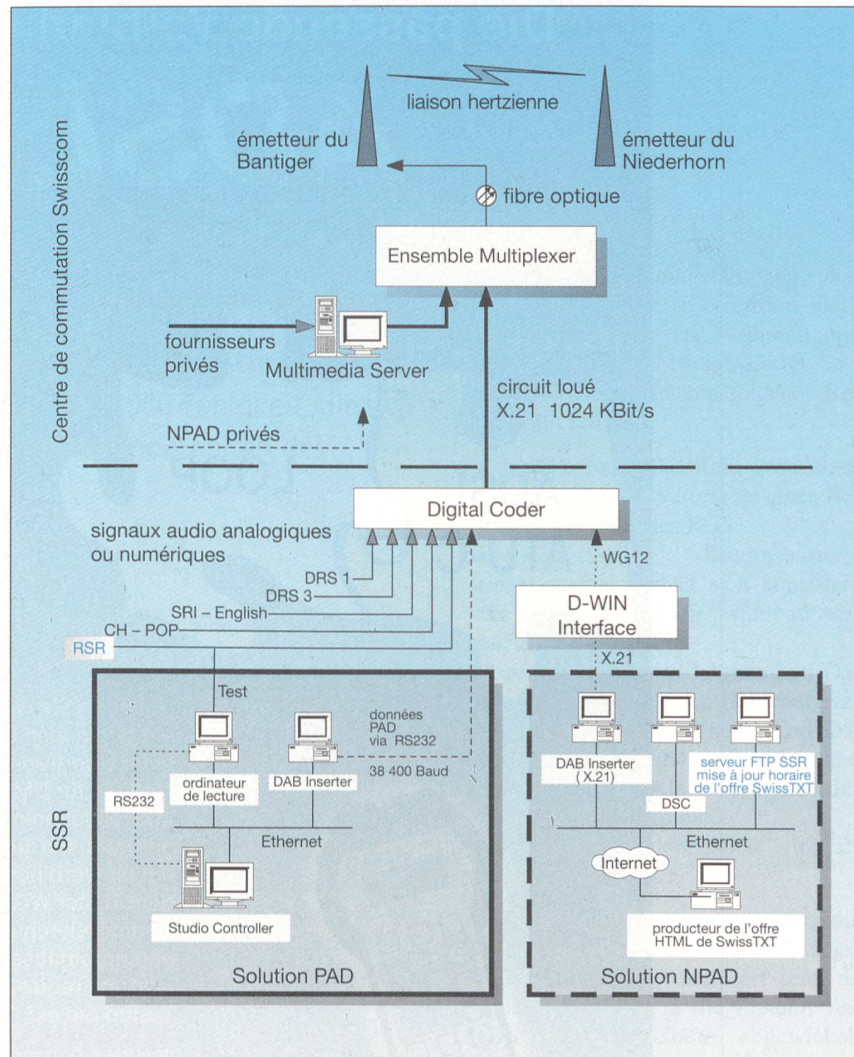 liaison hertzienne
émetteur du
Bantiger
émetteur du
Niederhorn
fibre optique
Ensemble Multiplexer
Centre de commutation Swisscom
fournisseurs
privés
Multimedia Server
circuit loué
X.21 1024 KBit/s
NPAD privés
Digital Coder
signaux audio analogiques
ou numériques
WG12
DRS 1
DRS 3
SRI – English
CH – POP
RSR
D-WIN
Interface
X.21
Test
données
PAD
via RS232
38 400 Baud
ordinateur
de lecture
DAB Inserter
RS232
Ethernet
Studio Controller
Solution PAD
SSR
DAB Inserter
(X.21)
DSC
serveur FTP SSR
mise à jour horaire
de l'offre SwissTXT
Ethernet
Internet
producteur de l'offre
HTML de SwissTXT
Solution NPAD